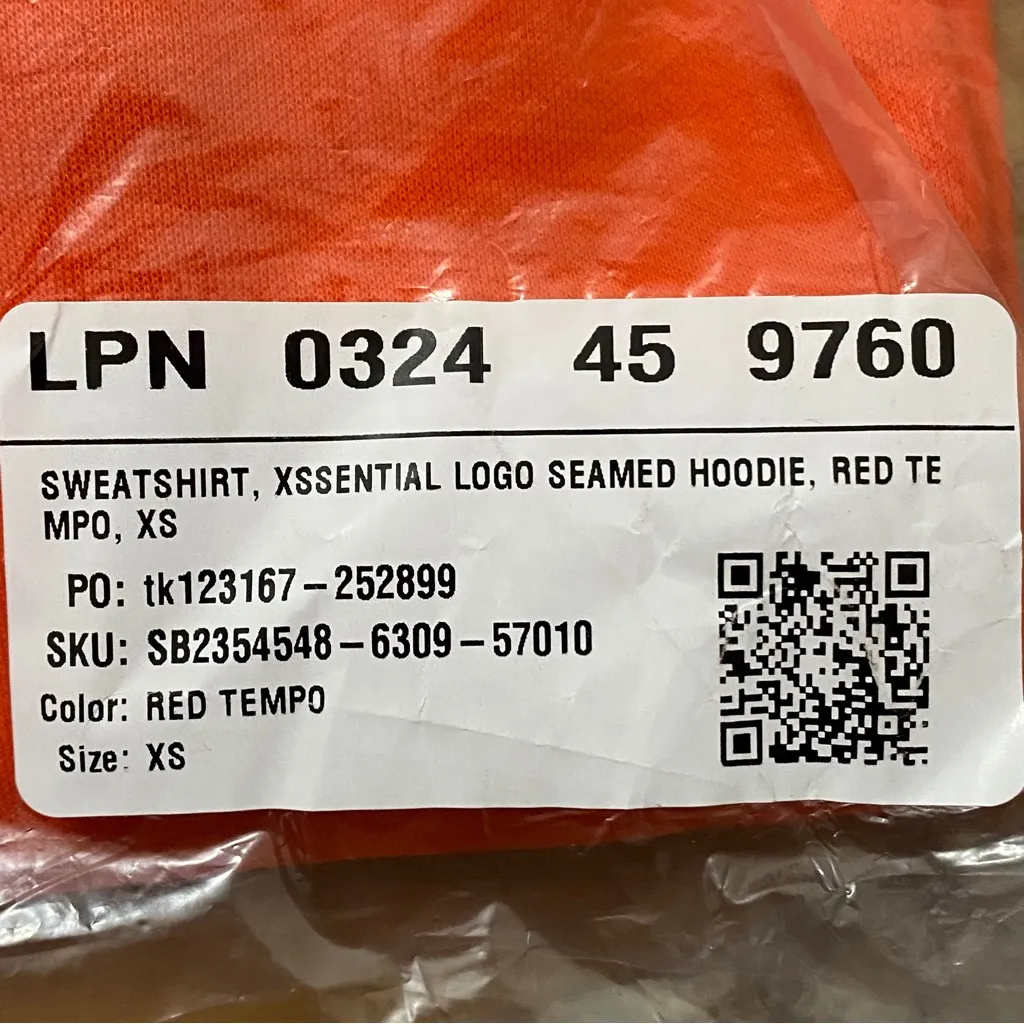 LPN 0324 45 9760
SWEATSHIRT, XSSENTIAL LOGO SEAMED HOODIE, RED TE
MPO, XS
PO: tk123167-252899
SKU: SB2354548-6309-57010
Color: RED TEMPO
Size: XS